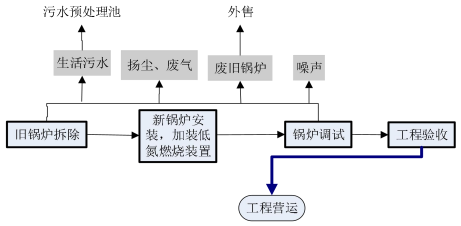 污水预处理池
外售
生活污水
扬尘、废气
废旧锅炉
噪声
旧锅炉拆除
新锅炉安
装，加装低
氮燃烧装置
锅炉调试
工程验收
工程营运